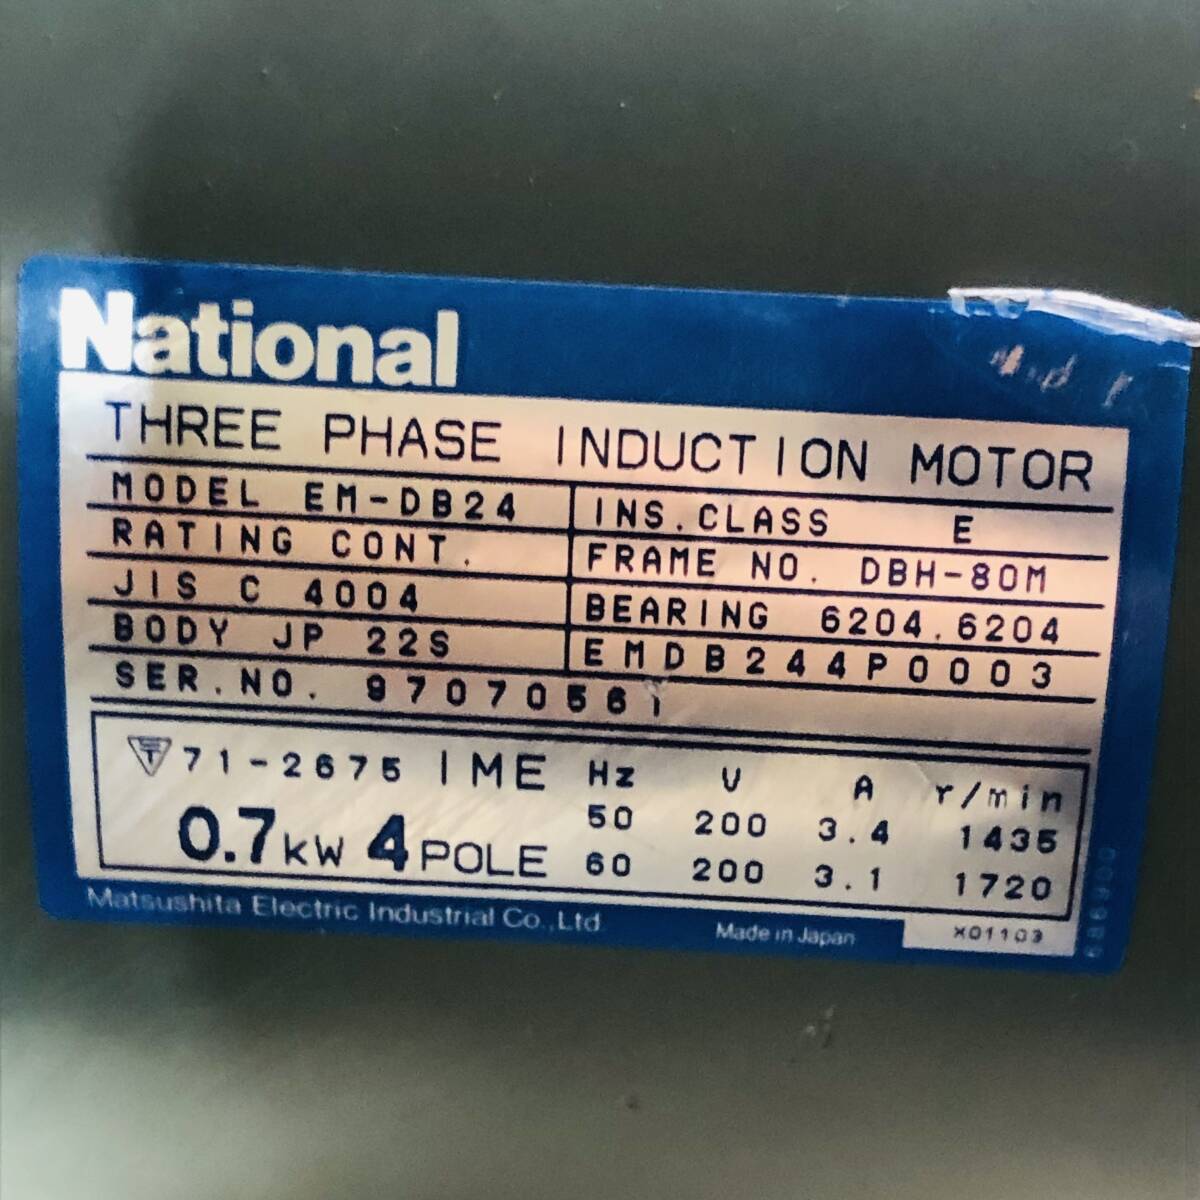 National
THREE PHASE INDUCTION MOTOR
MODEL EM-DB24
INS.CLASS E
RATING CONT.
FRAME NO. DBH-80M
JIS C 4004
BEARING 6204.6204
BODY JP 22S
EMDB244P0003
SER.NO. 97070561
71-2675 IME Hz V A r/min
0.7kW 4POLE
50 200 3.4 1435
60 200 3.1 1720
Matsushita Electric Industrial Co.,Ltd.
Made in Japan
X01103